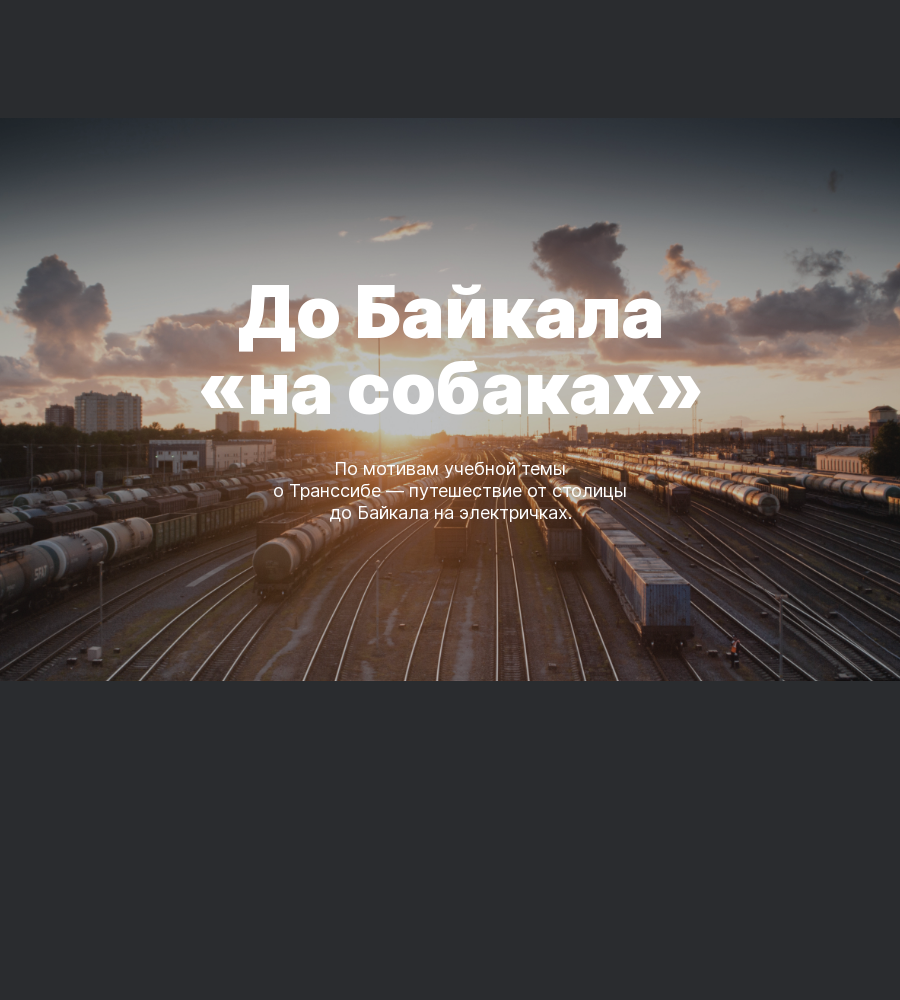 До Байкала
«на собаках»
По мотивам учебной темы
о Транссибе — путешествие от столицы
до Байкала на электричках.